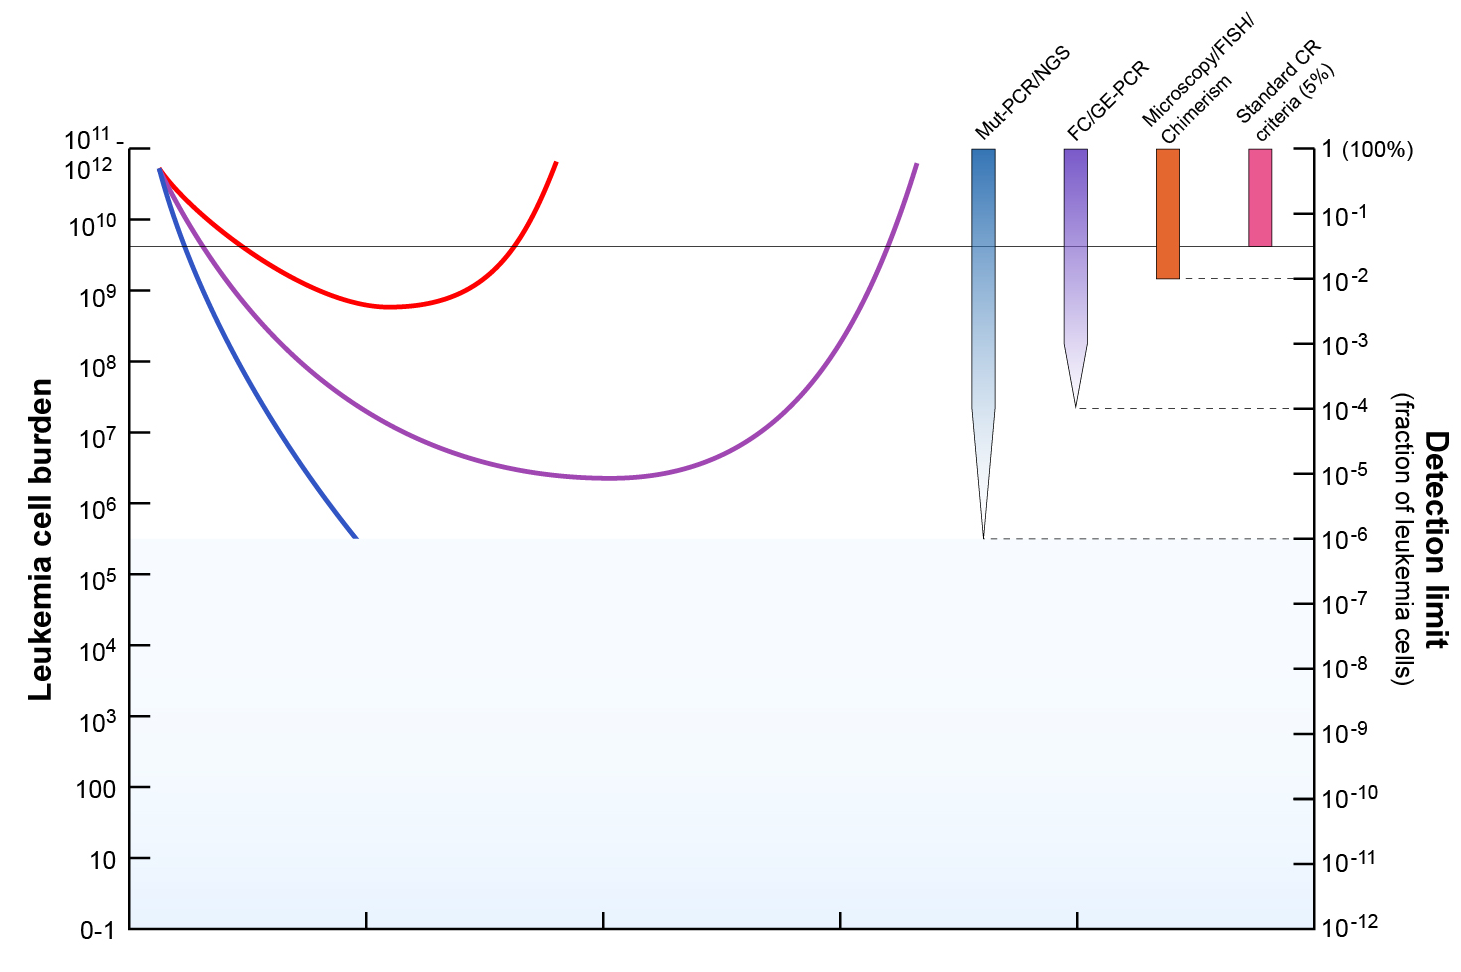 Mut-PCR/NGS
FC/GE-PCR
Microscopy/FISH/
Chimerism
Standard CR
criteria (5%)
Leukemia cell burden
10¹¹ -
10¹²
10¹⁰
10⁹
10⁸
10⁷
10⁶
10⁵
10⁴
10³
100
10
0-1
1 (100%)
10⁻¹
10⁻²
10⁻³
10⁻⁴
10⁻⁵
10⁻⁶
10⁻⁷
10⁻⁸
10⁻⁹
10⁻¹⁰
10⁻¹¹
10⁻¹²
Detection limit
(fraction of leukemia cells)